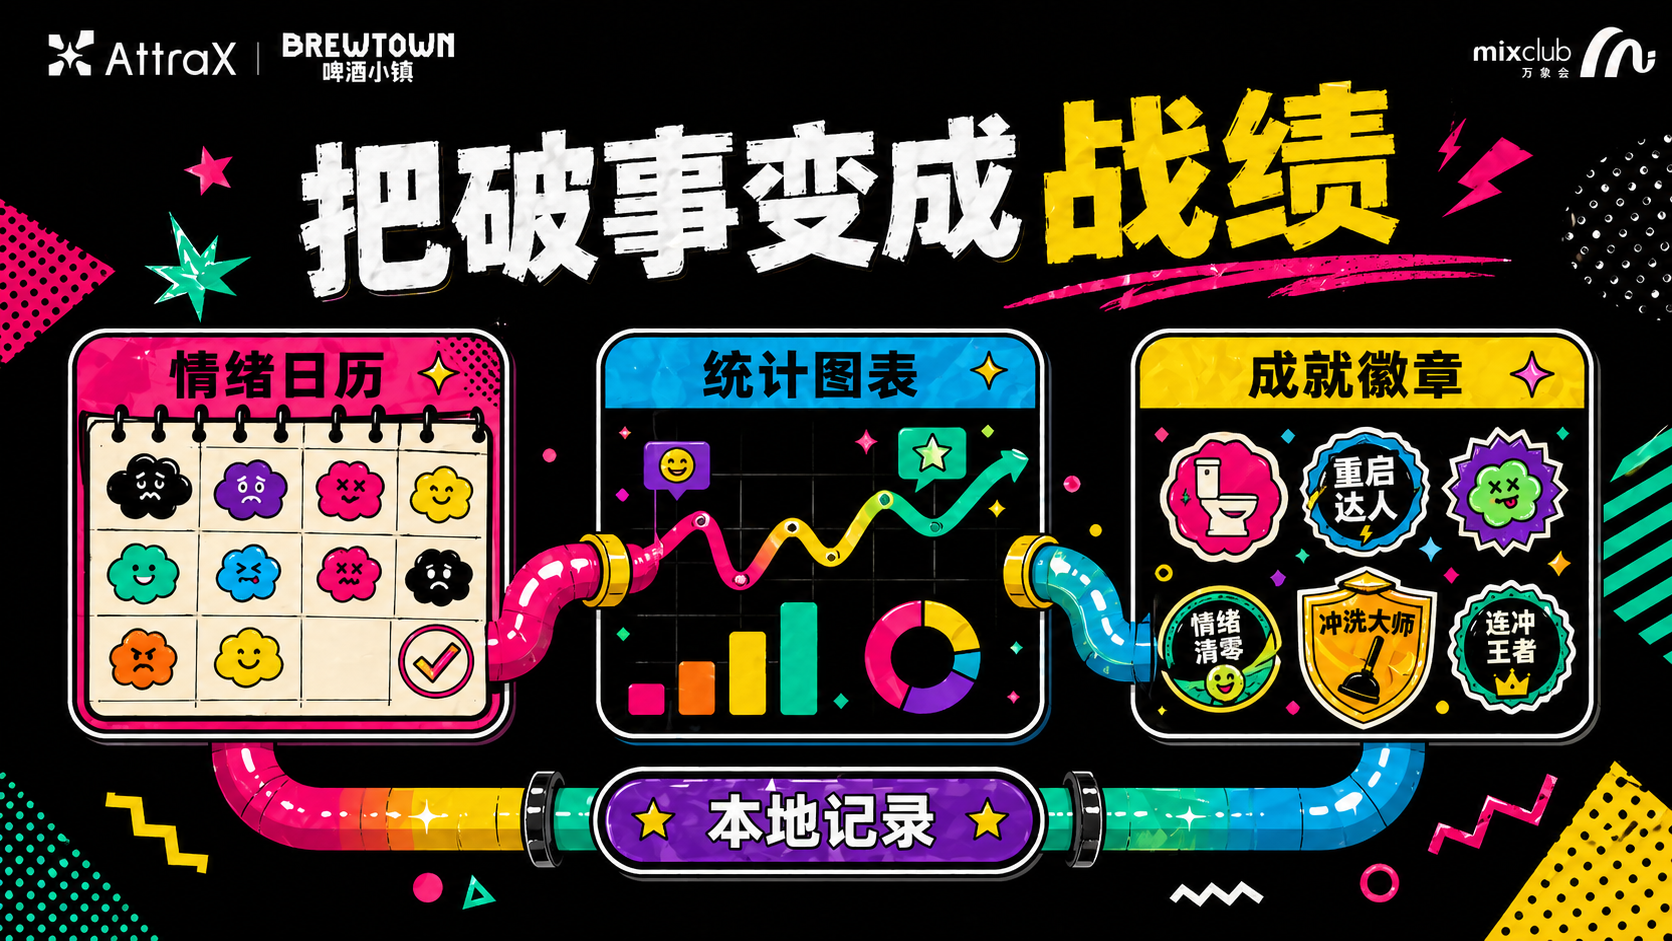 AttraX
BREWTOWN
啤酒小镇
mixclub
万象会
把破事变成战绩
情绪日历
统计图表
成就徽章
重启
达人
情绪
清零
冲洗大师
连冲
王者
本地记录